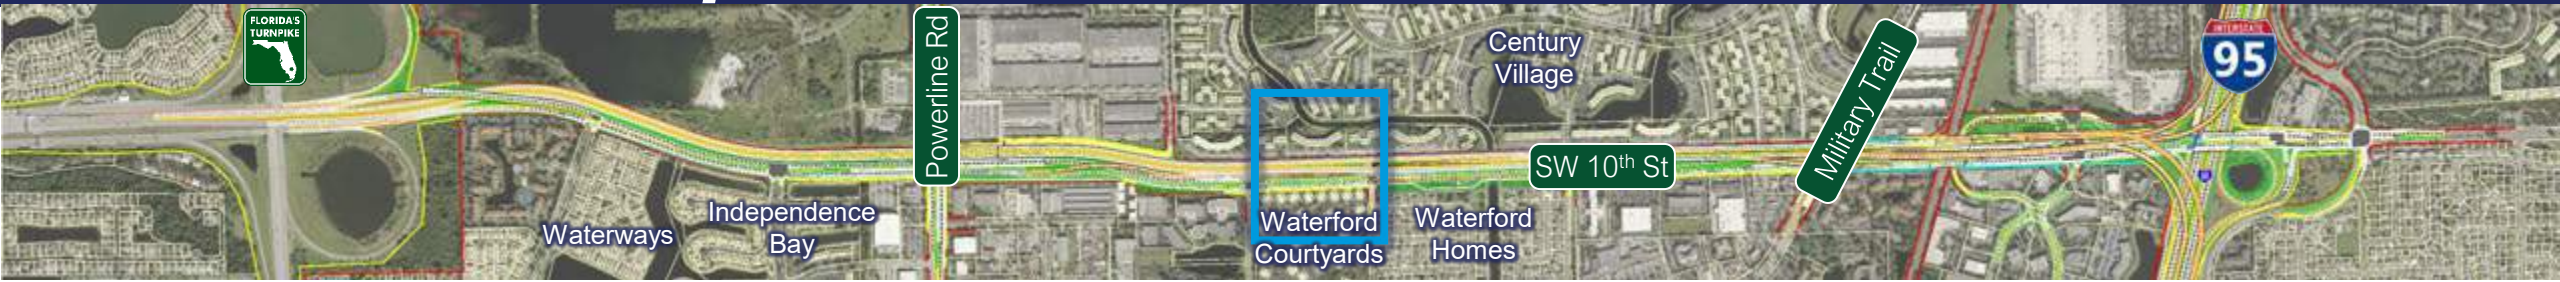 FLORIDA'S
TURNPIKE
Waterways
Independence
Bay
Powerline Rd
Waterford
Courtyards
Waterford
Homes
Century
Village
SW 10th St
Military Trail
INTERSTATE
95